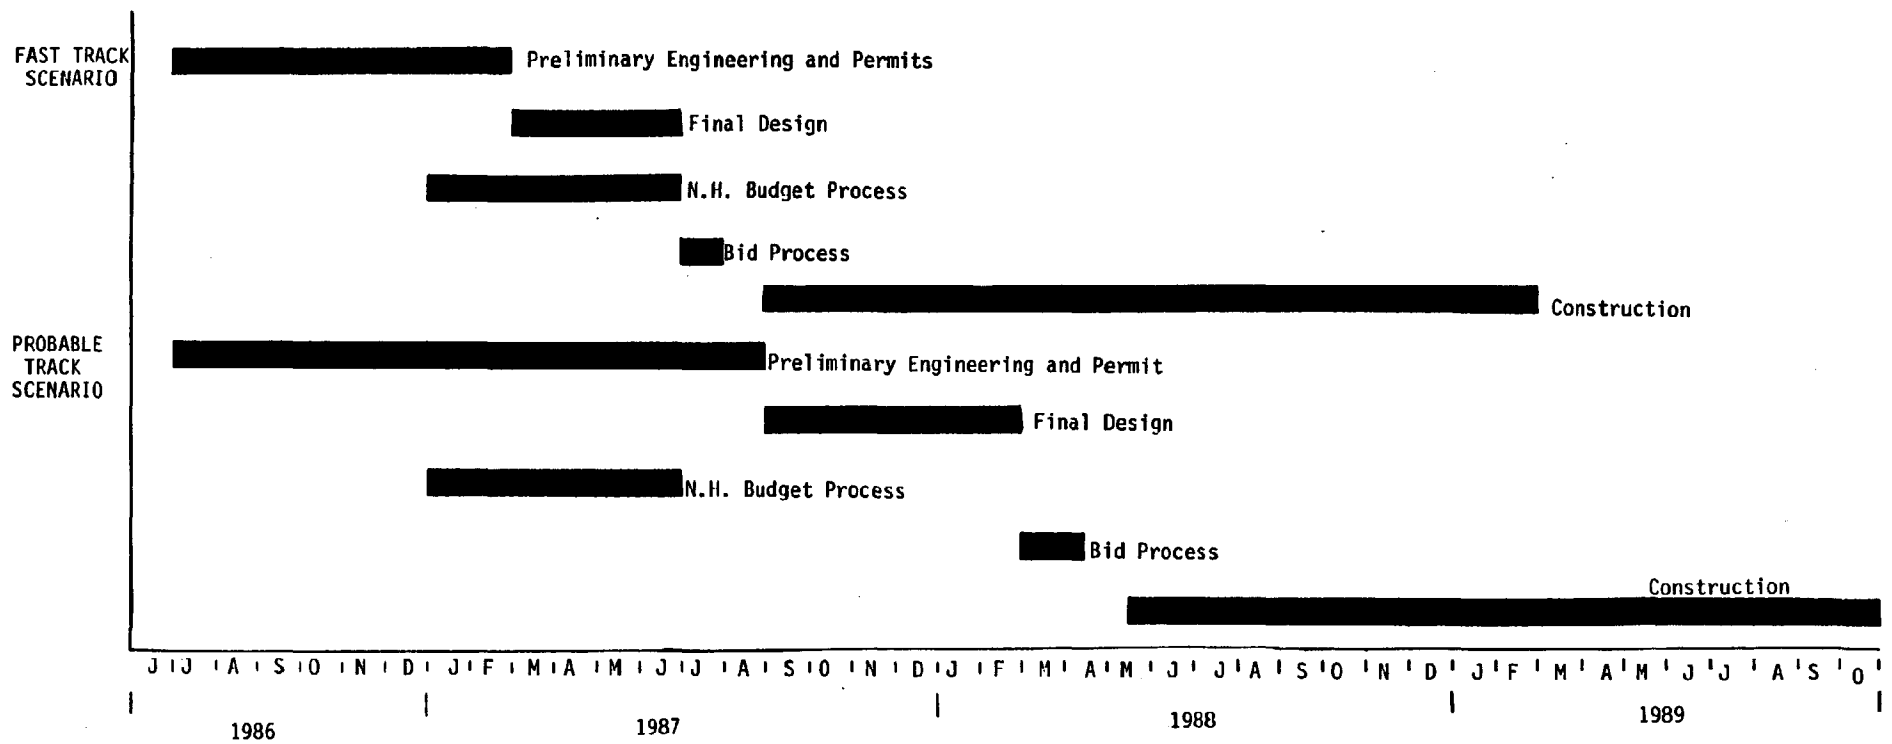 FAST TRACK
SCENARIO
Preliminary Engineering and Permits
Final Design
N.H. Budget Process
Bid Process
Construction
PROBABLE
TRACK
SCENARIO
Preliminary Engineering and Permit
Final Design
N.H. Budget Process
Bid Process
Construction
J J A S O N D J F M A M J J A S O N D J F M A M J J A S O N D J F M A M J J A S O
1986 1987 1988 1989